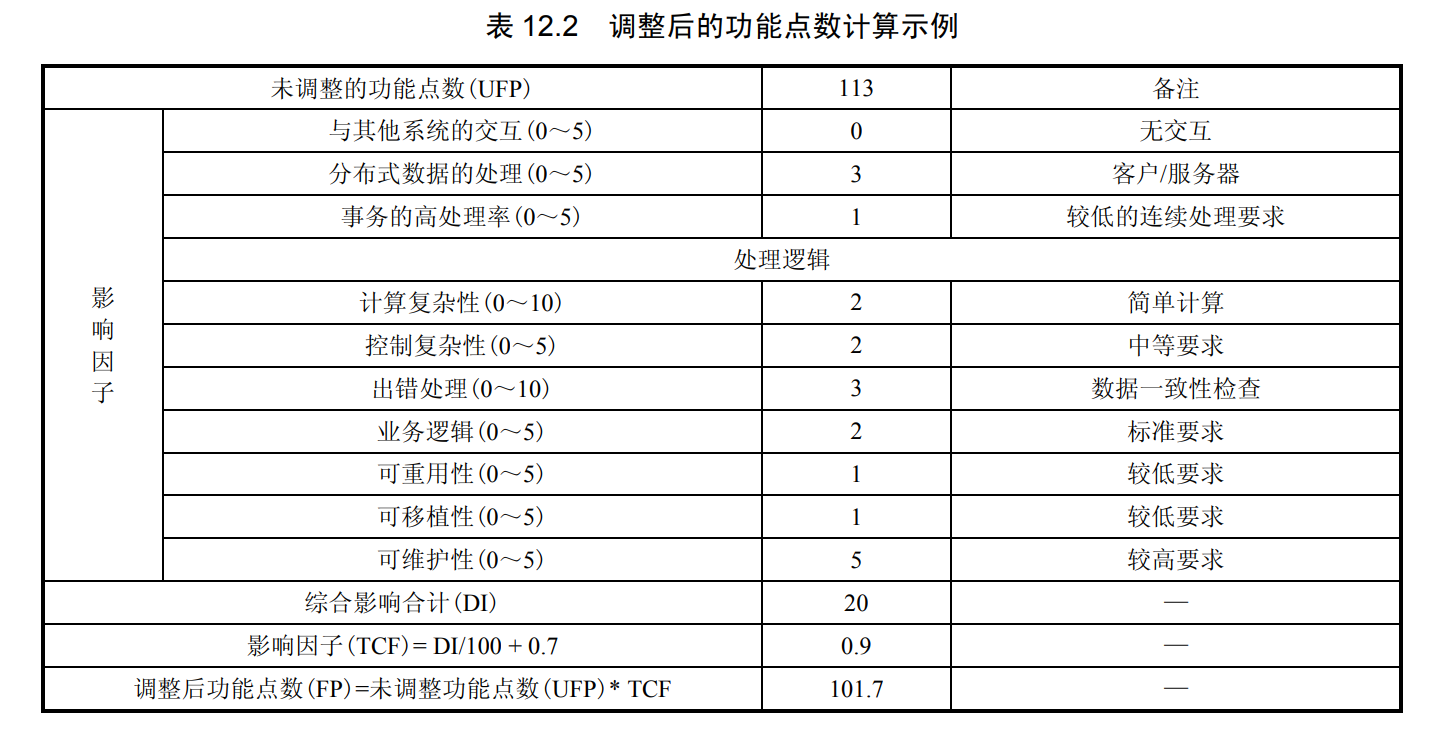 表 12.2 调整后的功能点数计算示例
未调整的功能点数(UFP) 113 备注
影响因子
与其他系统的交互(0～5) 0 无交互
分布式数据的处理(0～5) 3 客户/服务器
事务的高处理率(0～5) 1 较低的连续处理要求
处理逻辑
计算复杂性(0～10) 2 简单计算
控制复杂性(0～5) 2 中等要求
出错处理(0～10) 3 数据一致性检查
业务逻辑(0～5) 2 标准要求
可重用性(0～5) 1 较低要求
可移植性(0～5) 1 较低要求
可维护性(0～5) 5 较高要求
综合影响合计(DI) 20 —
影响因子(TCF)= DI/100 + 0.7 0.9 —
调整后功能点数(FP)=未调整功能点数(UFP)* TCF 101.7 —